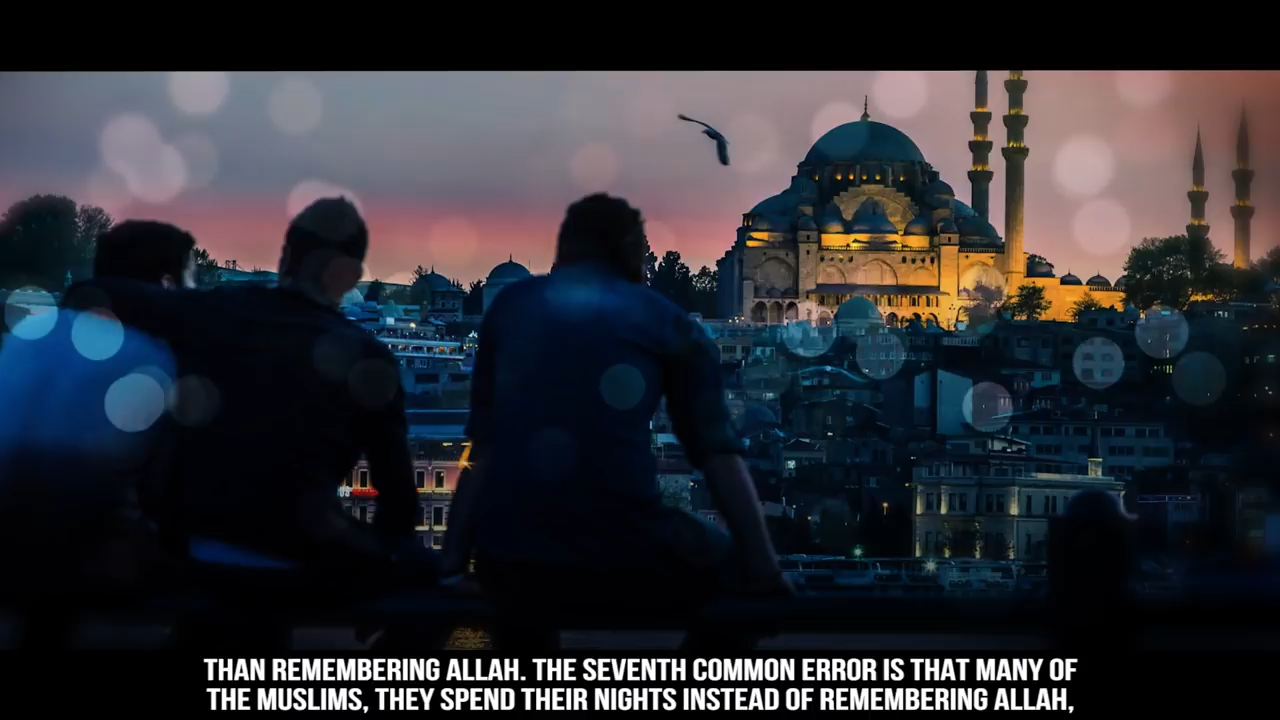 THAN REMEMBERING ALLAH. THE SEVENTH COMMON ERROR IS THAT MANY OF
THE MUSLIMS, THEY SPEND THEIR NIGHTS INSTEAD OF REMEMBERING ALLAH,